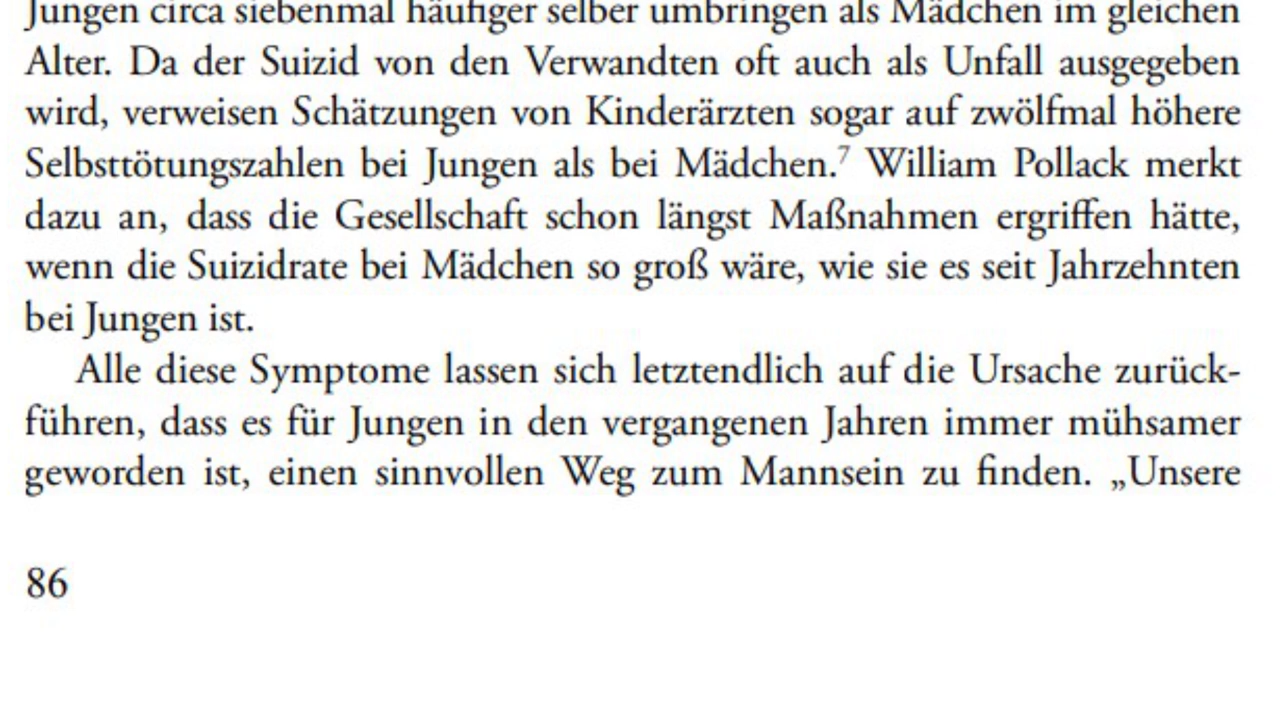 Jungen circa siebenmal häufiger selber umbringen als Mädchen im gleichen
Alter. Da der Suizid von den Verwandten oft auch als Unfall ausgegeben
wird, verweisen Schätzungen von Kinderärzten sogar auf zwölfmal höhere
Selbsttötungszahlen bei Jungen als bei Mädchen.⁷ William Pollack merkt
dazu an, dass die Gesellschaft schon längst Maßnahmen ergriffen hätte,
wenn die Suizidrate bei Mädchen so groß wäre, wie sie es seit Jahrzehnten
bei Jungen ist.
Alle diese Symptome lassen sich letztendlich auf die Ursache zurück-
führen, dass es für Jungen in den vergangenen Jahren immer mühsamer
geworden ist, einen sinnvollen Weg zum Mannsein zu finden. „Unsere
86